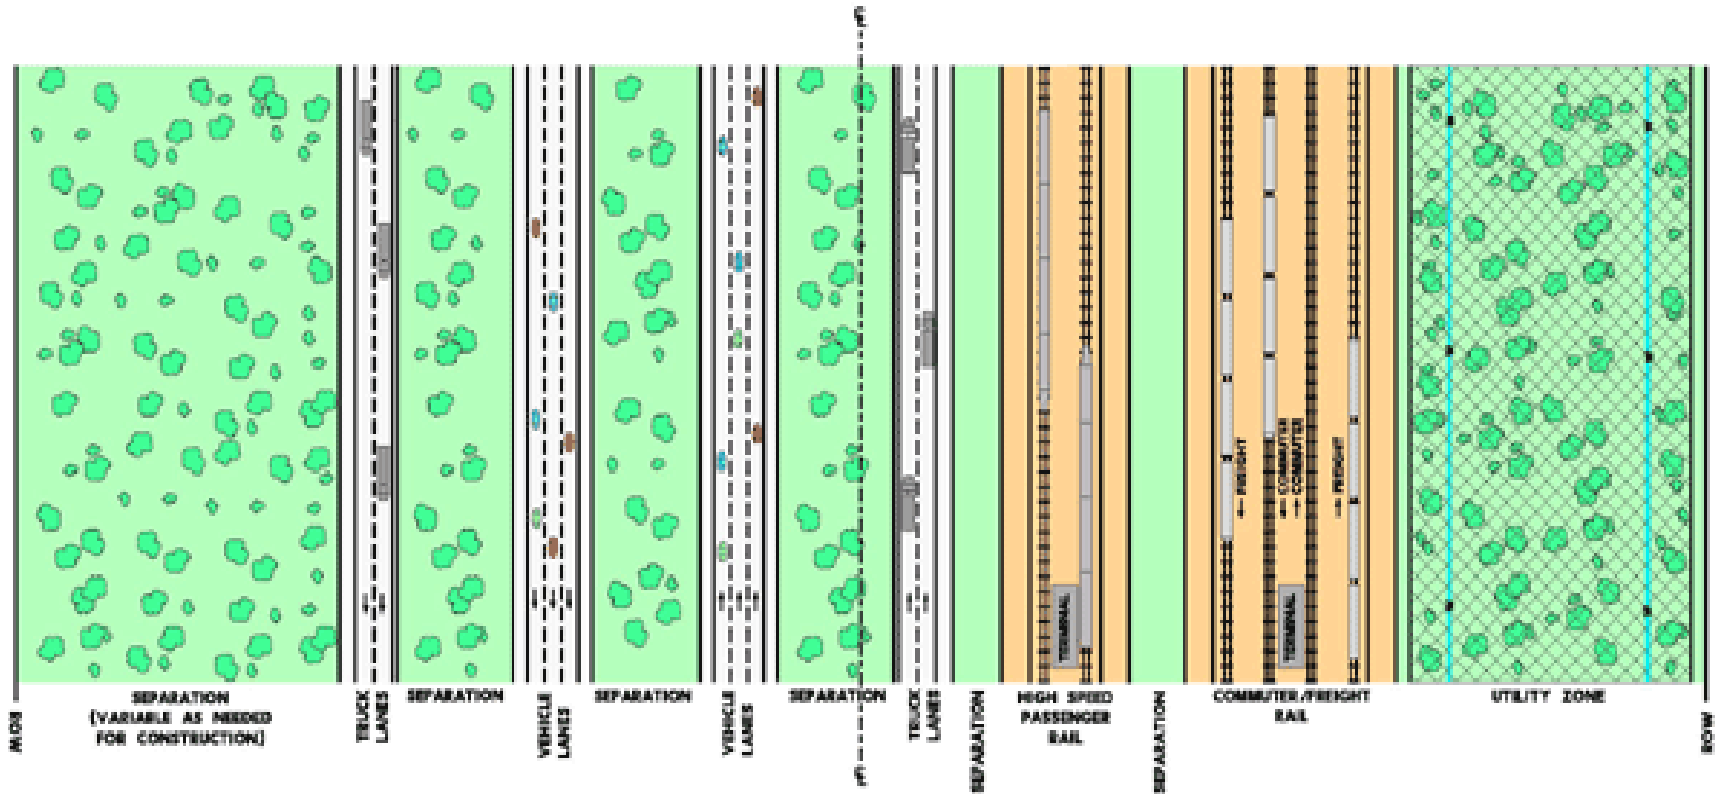 FREIGHT
COMMUTER
COMMUTER
FREIGHT
TERMINAL
TERMINAL
ROW
SEPARATION
(VARIABLE AS NEEDED
FOR CONSTRUCTION)
TRUCK
LANES
SEPARATION
VEHICLE
LANES
SEPARATION
VEHICLE
LANES
SEPARATION
TRUCK
LANES
SEPARATION
HIGH SPEED
PASSENGER
RAIL
SEPARATION
COMMUTER/FREIGHT
RAIL
UTILITY ZONE
ROW